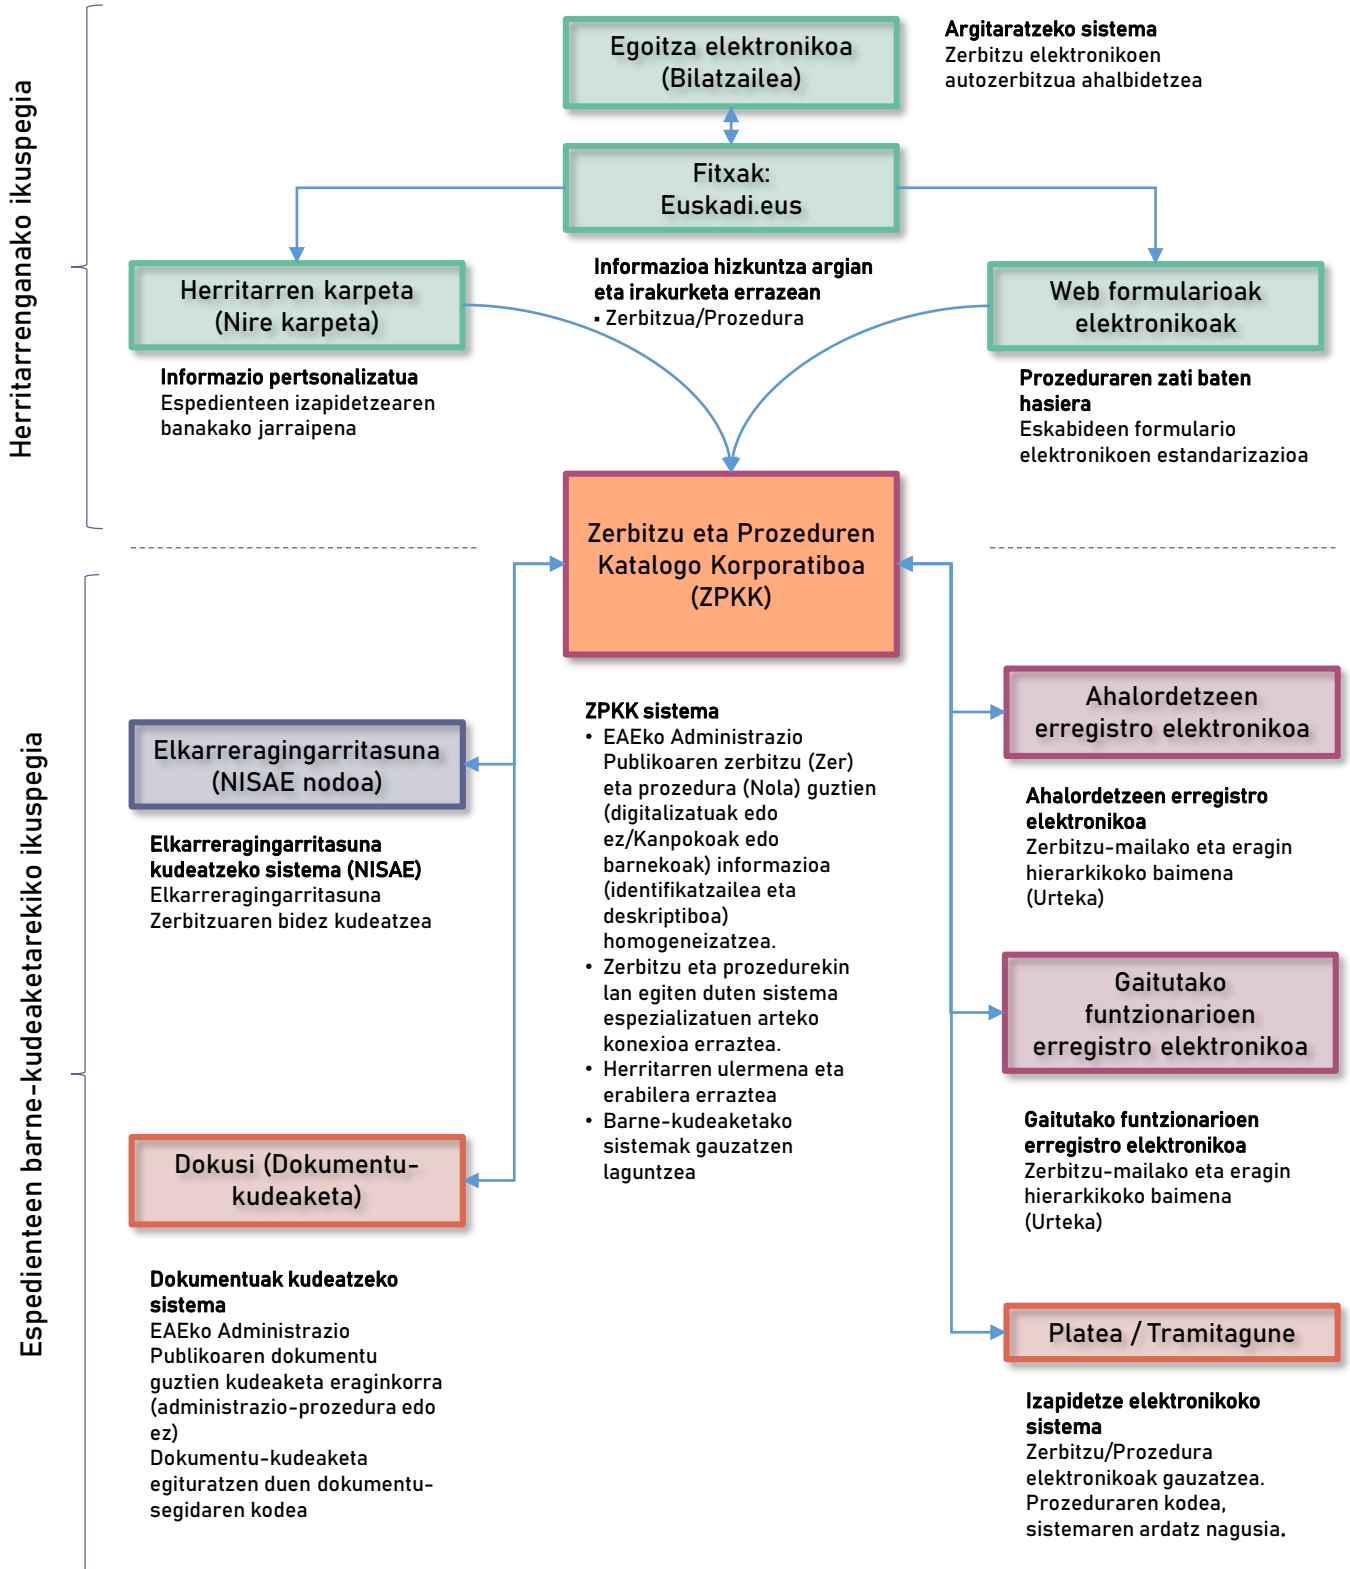 Herritarrenganako ikuspegia
Egoitza elektronikoa
(Bilatzailea)
Argitaratzeko sistema
Zerbitzu elektronikoen
autozerbitzua ahalbidetzea
Fitxak:
Euskadi.eus
Herritarren karpeta
(Nire karpeta)
Informazioa hizkuntza argian
eta irakurketa errazean
▪ Zerbitzua/Prozedura
Web formularioak
elektronikoak
Informazio pertsonalizatua
Espedienteen izapidetzearen
banakako jarraipena
Prozeduraren zati baten
hasiera
Eskabideen formulario
elektronikoen estandarizazioa
Zerbitzu eta Prozeduren
Katalogo Korporatiboa
(ZPKK)
Espedienteen barne-kudeaketarekiko ikuspegia
Elkarreragingarritasuna
(NISAE nodoa)
Elkarreragingarritasuna
kudeatzeko sistema (NISAE)
Elkarreragingarritasuna
Zerbitzuaren bidez kudeatzea
Dokusi (Dokumentu-
kudeaketa)
Dokumentuak kudeatzeko
sistema
EAEko Administrazio
Publikoaren dokumentu
guztien kudeaketa eraginkorra
(administrazio-prozedura edo
ez)
Dokumentu-kudeaketa
egituratzen duen dokumentu-
segidaren kodea
ZPKK sistema
• EAEko Administrazio
Publikoaren zerbitzu (Zer)
eta prozedura (Nola) guztien
(digitalizatuak edo
ez/Kanpokoak edo
barnekoak) informazioa
(identifikatzailea eta
deskriptiboa)
homogeneizatzea.
• Zerbitzu eta prozedurekin
lan egiten duten sistema
espezializatuen arteko
konexioa erraztea.
• Herritarren ulermena eta
erabilera erraztea
• Barne-kudeaketako
sistemak gauzatzen
laguntzea
Ahalordetzeen
erregistro elektronikoa
Ahalordetzeen erregistro
elektronikoa
Zerbitzu-mailako eta eragin
hierarkikoko baimena
(Urteka)
Gaitutako
funtzionarioen
erregistro elektronikoa
Gaitutako funtzionarioen
erregistro elektronikoa
Zerbitzu-mailako eta eragin
hierarkikoko baimena
(Urteka)
Platea / Tramitagune
Izapidetze elektronikoko
sistema
Zerbitzu/Prozedura
elektronikoak gauzatzea.
Prozeduraren kodea,
sistemaren ardatz nagusia.